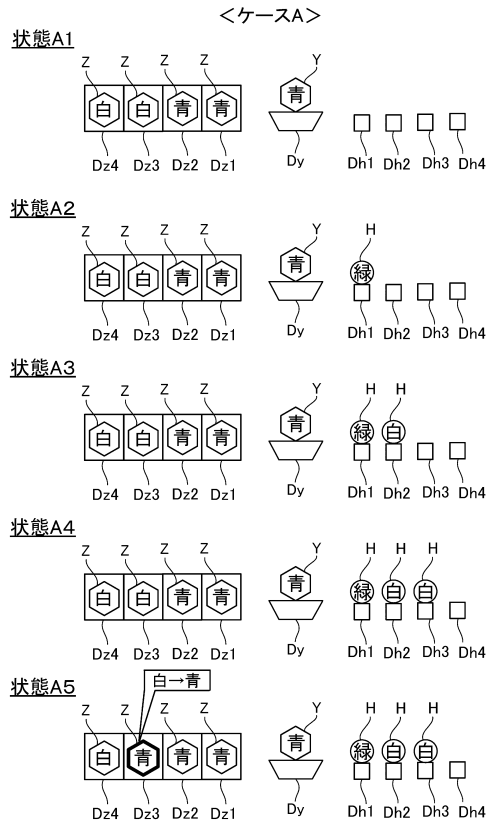 ＜ケースA＞
状態A1
Z Z Z Z Y
白 白 青 青 青
Dz4 Dz3 Dz2 Dz1 Dy Dh1 Dh2 Dh3 Dh4
状態A2
Z Z Z Z Y H
白 白 青 青 青 緑
Dz4 Dz3 Dz2 Dz1 Dy Dh1 Dh2 Dh3 Dh4
状態A3
Z Z Z Z Y H H
白 白 青 青 青 緑 白
Dz4 Dz3 Dz2 Dz1 Dy Dh1 Dh2 Dh3 Dh4
状態A4
Z Z Z Z Y H H H
白 白 青 青 青 緑 白 白
Dz4 Dz3 Dz2 Dz1 Dy Dh1 Dh2 Dh3 Dh4
状態A5
白→青
Z Z Z Z Y H H H
白 青 青 青 青 緑 白 白
Dz4 Dz3 Dz2 Dz1 Dy Dh1 Dh2 Dh3 Dh4